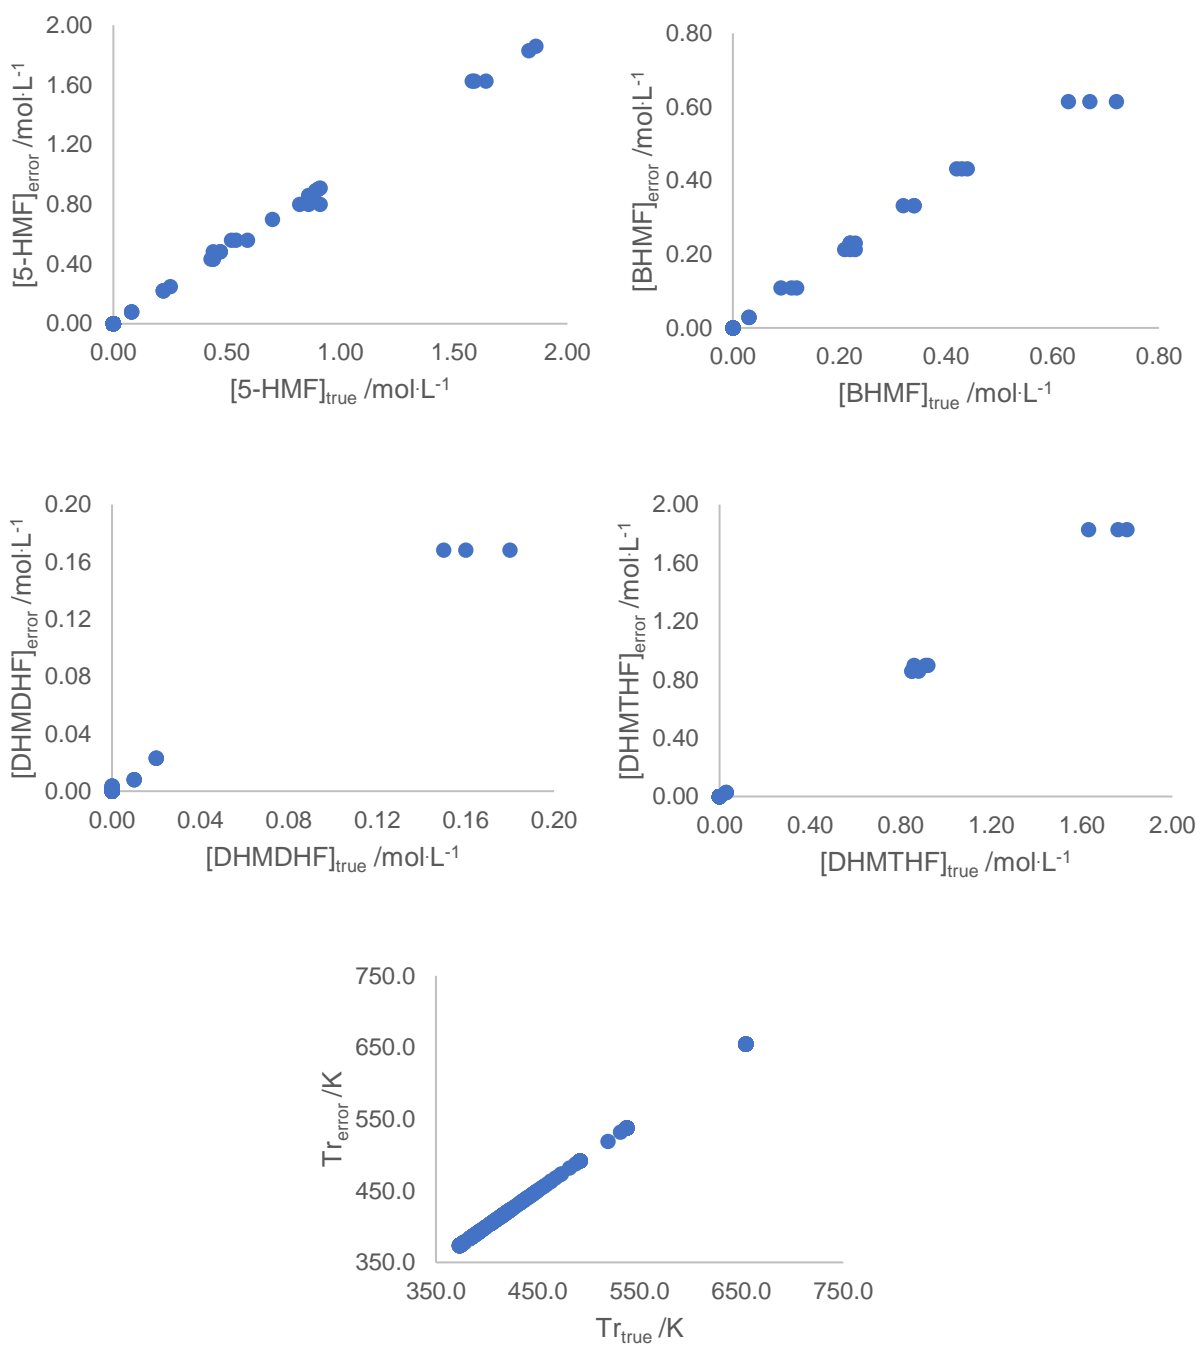 2.00
1.60
1.20
0.80
0.40
0.00
[5-HMF]error /mol·L-1
0.00 0.50 1.00 1.50 2.00
[5-HMF]true /mol·L-1
0.80
0.60
0.40
0.20
0.00
[BHMF]error /mol·L-1
0.00 0.20 0.40 0.60 0.80
[BHMF]true /mol·L-1
0.20
0.16
0.12
0.08
0.04
0.00
[DHMDHF]error /mol·L-1
0.00 0.04 0.08 0.12 0.16 0.20
[DHMDHF]true /mol·L-1
2.00
1.60
1.20
0.80
0.40
0.00
[DHMTHF]error /mol·L-1
0.00 0.40 0.80 1.20 1.60 2.00
[DHMTHF]true /mol·L-1
750.0
650.0
550.0
450.0
350.0
Trerror /K
350.0 450.0 550.0 650.0 750.0
Trtrue /K